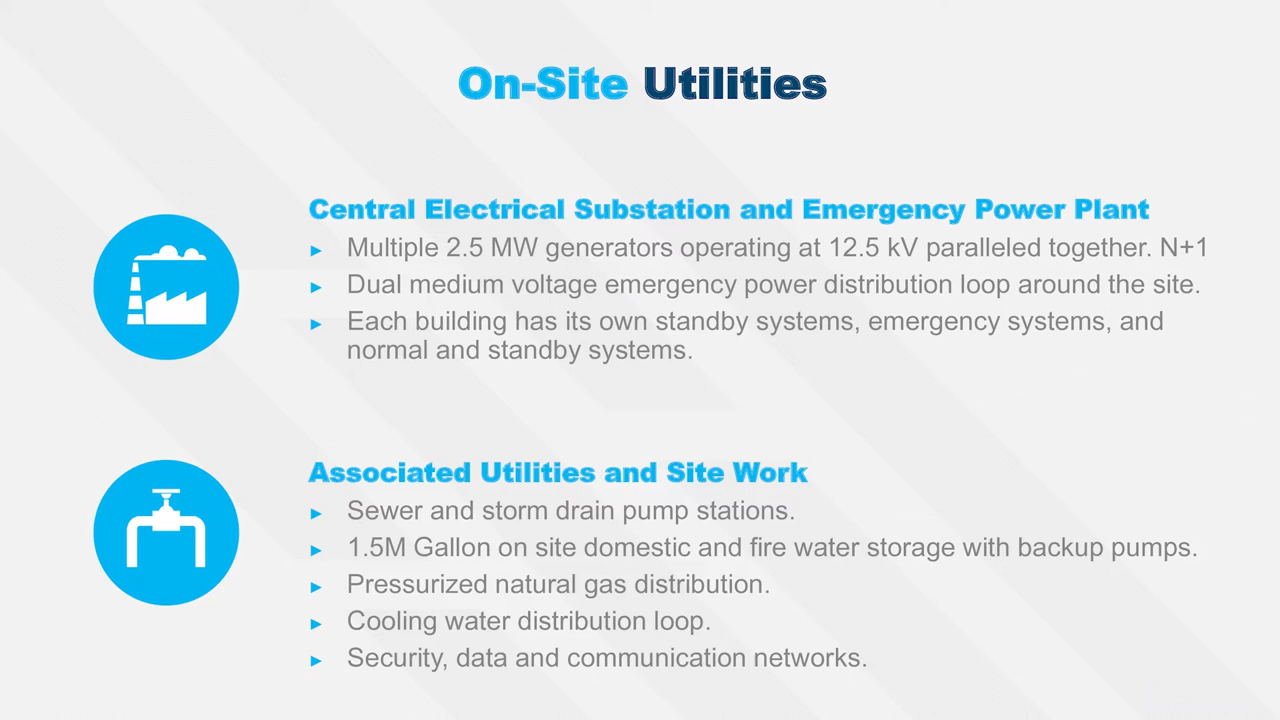 On-Site Utilities
Central Electrical Substation and Emergency Power Plant
► Multiple 2.5 MW generators operating at 12.5 kV paralleled together. N+1
► Dual medium voltage emergency power distribution loop around the site.
► Each building has its own standby systems, emergency systems, and
normal and standby systems.
Associated Utilities and Site Work
► Sewer and storm drain pump stations.
► 1.5M Gallon on site domestic and fire water storage with backup pumps.
► Pressurized natural gas distribution.
► Cooling water distribution loop.
► Security, data and communication networks.